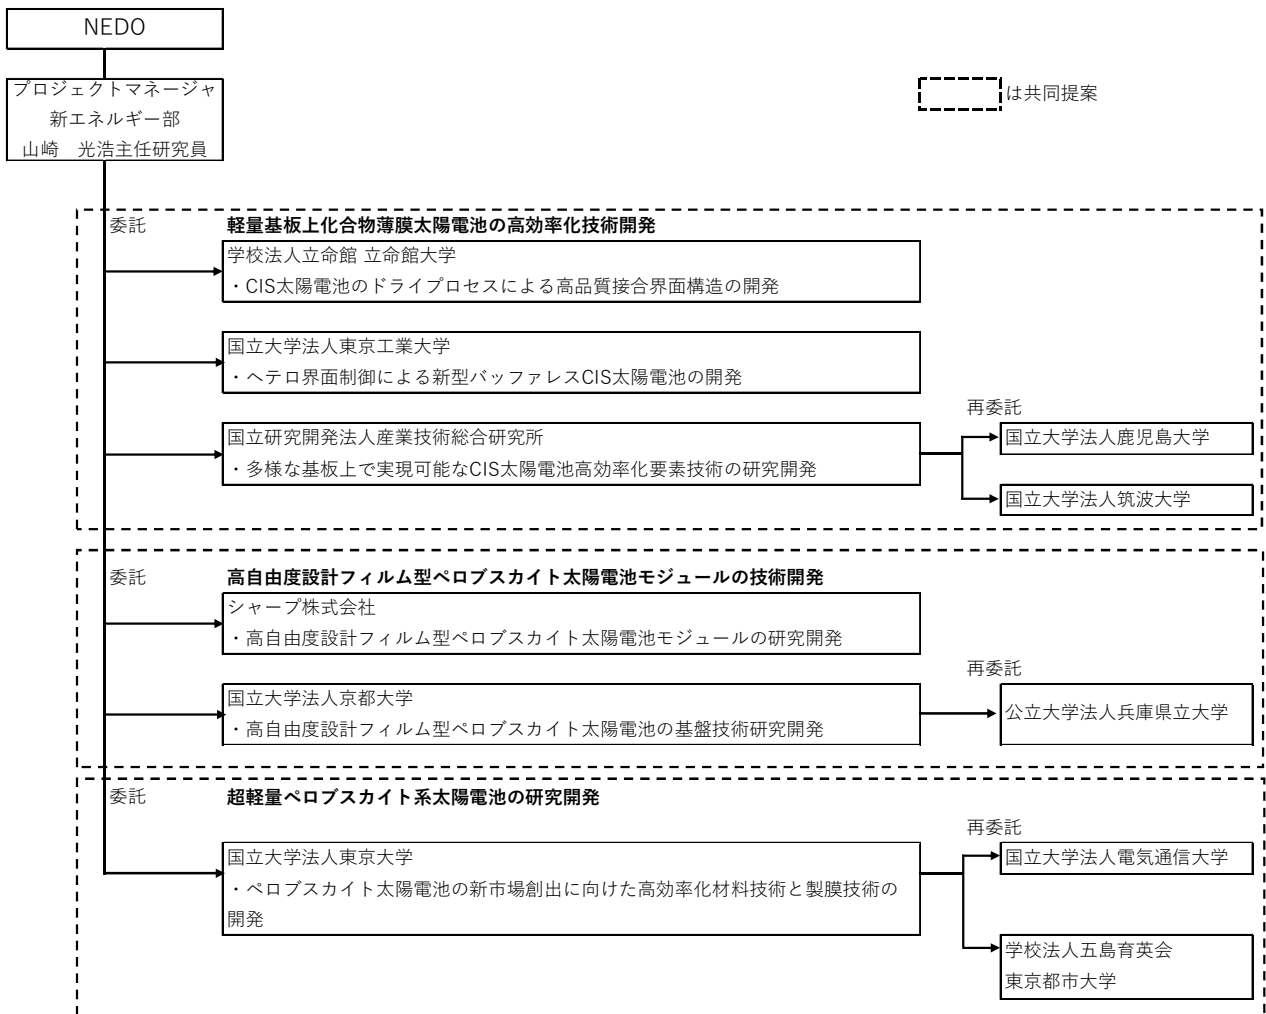 NEDO
プロジェクトマネージャ
新エネルギー部
山崎　光浩主任研究員
は共同提案
委託
軽量基板上化合物薄膜太陽電池の高効率化技術開発
学校法人立命館 立命館大学
・CIS太陽電池のドライプロセスによる高品質接合界面構造の開発
国立大学法人東京工業大学
・ヘテロ界面制御による新型バッファレスCIS太陽電池の開発
再委託
国立研究開発法人産業技術総合研究所
・多様な基板上で実現可能なCIS太陽電池高効率化要素技術の研究開発
国立大学法人鹿児島大学
国立大学法人筑波大学
委託
高自由度設計フィルム型ペロブスカイト太陽電池モジュールの技術開発
シャープ株式会社
・高自由度設計フィルム型ペロブスカイト太陽電池モジュールの研究開発
再委託
国立大学法人京都大学
・高自由度設計フィルム型ペロブスカイト太陽電池の基盤技術研究開発
公立大学法人兵庫県立大学
委託
超軽量ペロブスカイト系太陽電池の研究開発
再委託
国立大学法人東京大学
・ペロブスカイト太陽電池の新市場創出に向けた高効率化材料技術と製膜技術の
開発
国立大学法人電気通信大学
学校法人五島育英会
東京都市大学